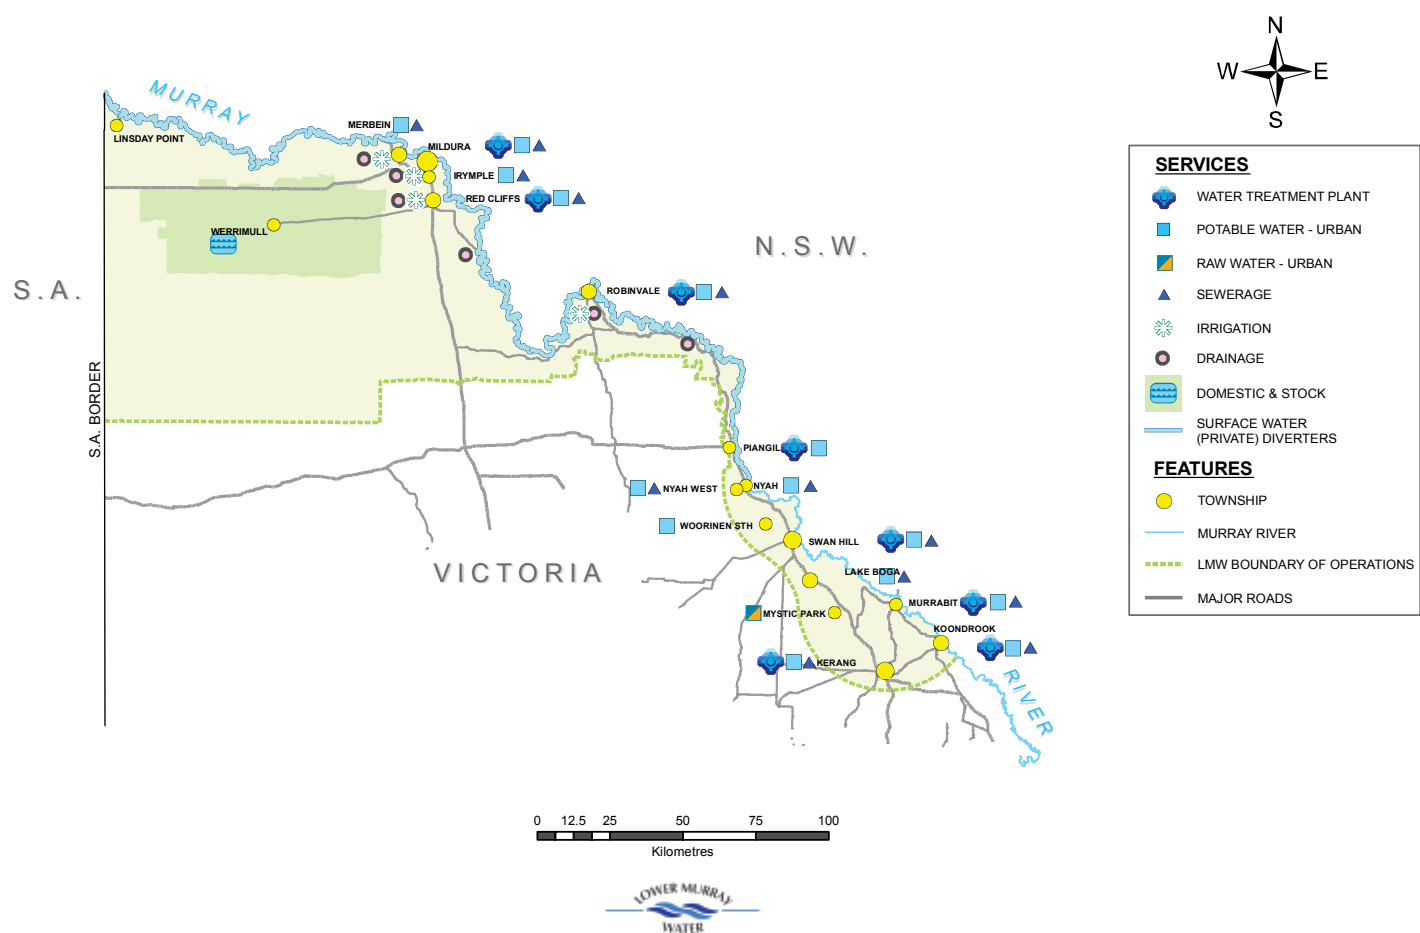 N
W
E
S
MURRAY
LINSDAY POINT
MERBEIN
MILDURA
IRYMPLE
RED CLIFFS
WERRIMULL
N.S.W.
S.A.
ROBINVALE
S.A. BORDER
PIANGIL
NYAH WEST
NYAH
WOORINEN STH
SWAN HILL
VICTORIA
LAKE BOGA
MURRABIT
MYSTIC PARK
KOONDROOK
KERANG
RIVER
SERVICES
WATER TREATMENT PLANT
POTABLE WATER - URBAN
RAW WATER - URBAN
SEWERAGE
IRRIGATION
DRAINAGE
DOMESTIC & STOCK
SURFACE WATER
(PRIVATE) DIVERTERS
FEATURES
TOWNSHIP
MURRAY RIVER
LMW BOUNDARY OF OPERATIONS
MAJOR ROADS
0 12.5 25 50 75 100
Kilometres
LOWER MURRAY
WATER